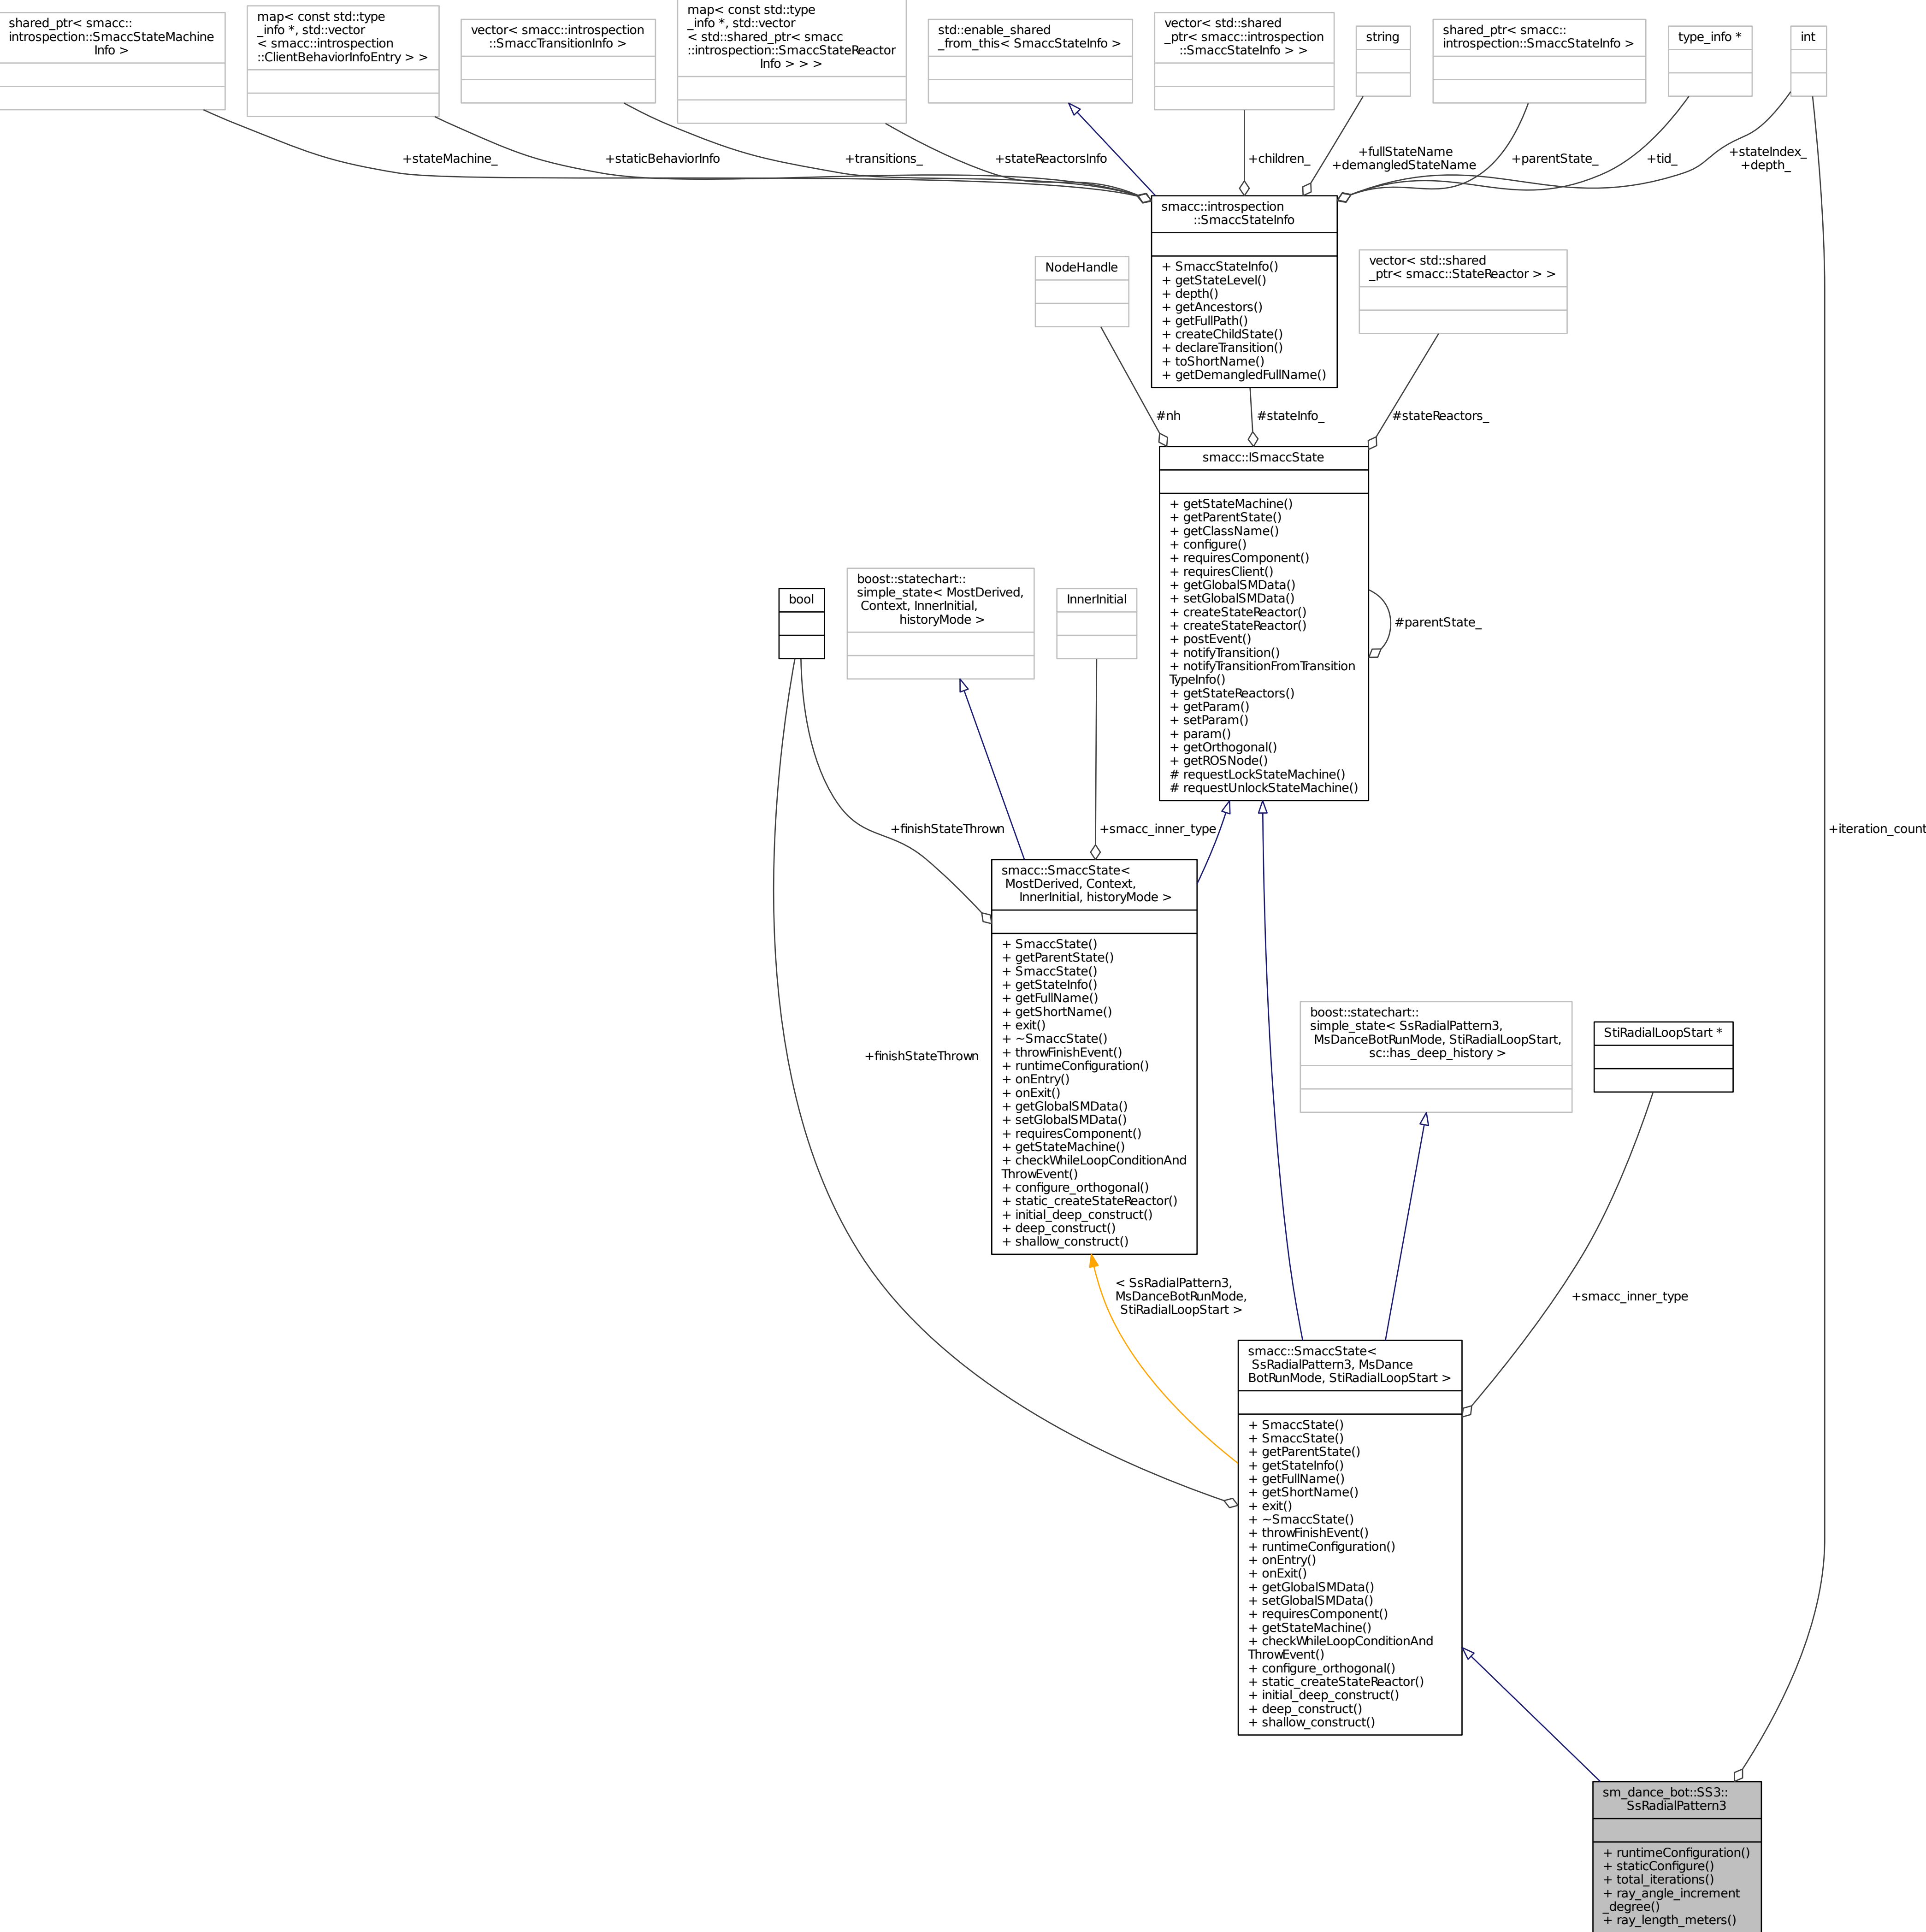 shared_ptr< smacc::
introspection::SmaccStateMachine
Info >
map< const std::type
_info *, std::vector
< smacc::introspection
::ClientBehaviorInfoEntry > >
vector< smacc::introspection
::SmaccTransitionInfo >
map< const std::type
_info *, std::vector
< std::shared_ptr< smacc
::introspection::SmaccStateReactor
Info > > >
std::enable_shared
_from_this< SmaccStateInfo >
vector< std::shared
_ptr< smacc::introspection
::SmaccStateInfo > >
string
shared_ptr< smacc::
introspection::SmaccStateInfo >
type_info *
int
+stateMachine_
+staticBehaviorInfo
+transitions_
+stateReactorsInfo
+children_
+fullStateName
+demangledStateName
+parentState_
+tid_
+stateIndex_
+depth_
smacc::introspection
::SmaccStateInfo
+ SmaccStateInfo()
+ getStateLevel()
+ depth()
+ getAncestors()
+ getFullPath()
+ createChildState()
+ declareTransition()
+ toShortName()
+ getDemangledFullName()
NodeHandle
vector< std::shared
_ptr< smacc::StateReactor > >
#nh
#stateInfo_
#stateReactors_
smacc::ISmaccState
+ getStateMachine()
+ getParentState()
+ getClassName()
+ configure()
+ requiresComponent()
+ requiresClient()
+ getGlobalSMData()
+ setGlobalSMData()
+ createStateReactor()
+ createStateReactor()
+ postEvent()
+ notifyTransition()
+ notifyTransitionFromTransition
TypeInfo()
+ getStateReactors()
+ getParam()
+ setParam()
+ param()
+ getOrthogonal()
+ getROSNode()
# requestLockStateMachine()
# requestUnlockStateMachine()
#parentState_
bool
boost::statechart::
simple_state< MostDerived,
Context, InnerInitial,
historyMode >
InnerInitial
+finishStateThrown
+smacc_inner_type
+iteration_count
smacc::SmaccState<
MostDerived, Context,
InnerInitial, historyMode >
+ SmaccState()
+ getParentState()
+ SmaccState()
+ getStateInfo()
+ getFullName()
+ getShortName()
+ exit()
+ ~SmaccState()
+ throwFinishEvent()
+ runtimeConfiguration()
+ onEntry()
+ onExit()
+ getGlobalSMData()
+ setGlobalSMData()
+ requiresComponent()
+ getStateMachine()
+ checkWhileLoopConditionAnd
ThrowEvent()
+ configure_orthogonal()
+ static_createStateReactor()
+ initial_deep_construct()
+ deep_construct()
+ shallow_construct()
+finishStateThrown
boost::statechart::
simple_state< SsRadialPattern3,
MsDanceBotRunMode, StiRadialLoopStart,
sc::has_deep_history >
StiRadialLoopStart *
< SsRadialPattern3,
MsDanceBotRunMode,
StiRadialLoopStart >
+smacc_inner_type
smacc::SmaccState<
SsRadialPattern3, MsDance
BotRunMode, StiRadialLoopStart >
+ SmaccState()
+ SmaccState()
+ getParentState()
+ getStateInfo()
+ getFullName()
+ getShortName()
+ exit()
+ ~SmaccState()
+ throwFinishEvent()
+ runtimeConfiguration()
+ onEntry()
+ onExit()
+ getGlobalSMData()
+ setGlobalSMData()
+ requiresComponent()
+ getStateMachine()
+ checkWhileLoopConditionAnd
ThrowEvent()
+ configure_orthogonal()
+ static_createStateReactor()
+ initial_deep_construct()
+ deep_construct()
+ shallow_construct()
sm_dance_bot::SS3::
SsRadialPattern3
+ runtimeConfiguration()
+ staticConfigure()
+ total_iterations()
+ ray_angle_increment
_degree()
+ ray_length_meters()